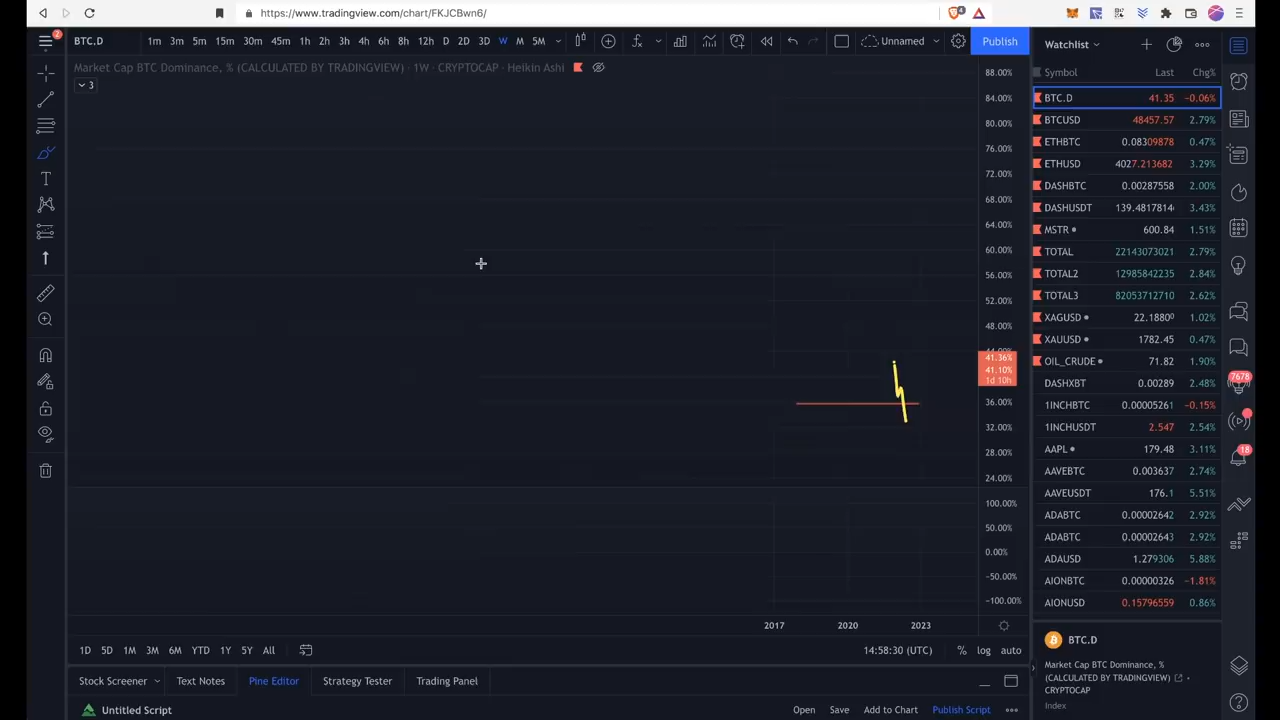 https://www.tradingview.com/chart/FKJCBwn6/
2
BTC.D 1m 3m 5m 15m 30m 1h 2h 3h 4h 6h 8h 12h D 2D 3D W M 5M Unnamed Publish
Market Cap BTC Dominance, % (CALCULATED BY TRADINGVIEW) · 1W · CRYPTOCAP · Heikin Ashi
3
88.00%
84.00%
80.00%
76.00%
72.00%
68.00%
64.00%
60.00%
56.00%
52.00%
48.00%
44.00%
41.36%
41.10%
1d 10h
36.00%
32.00%
28.00%
24.00%
100.00%
50.00%
0.00%
−50.00%
−100.00%
2017 2020 2023
1D 5D 1M 3M 6M YTD 1Y 5Y All
14:58:30 (UTC) % log auto
Stock Screener Text Notes Pine Editor Strategy Tester Trading Panel
Untitled Script
Open Save Add to Chart Publish Script
Watchlist
Symbol Last Chg%
BTC.D 41.35 −0.06%
BTCUSD 48457.57 2.79%
ETHBTC 0.08309878 0.47%
ETHUSD 4027.213682 3.29%
DASHBTC 0.00287558 2.00%
DASHUSDT 139.4817814 3.43%
MSTR 600.84 1.51%
TOTAL 22143073021 2.79%
TOTAL2 12985842235 2.84%
TOTAL3 82053712710 2.62%
XAGUSD 22.1880⁰ 1.02%
XAUUSD 1782.45 0.47%
OIL_CRUDE 71.82 1.90%
DASHXBT 0.00289 2.48%
1INCHBTC 0.00005261 −0.15%
1INCHUSDT 2.547 2.54%
AAPL 179.48 3.11%
AAVEBTC 0.003637 2.74%
AAVEUSDT 176.1 5.51%
ADABTC 0.00002642 2.92%
ADABTC 0.00002643 2.92%
ADAUSD 1.279306 5.88%
AIONBTC 0.00000326 −1.81%
AIONUSD 0.15796559 0.86%
BTC.D
Market Cap BTC Dominance, %
(CALCULATED BY TRADINGVIEW)
CRYPTOCAP
Index
7678
18